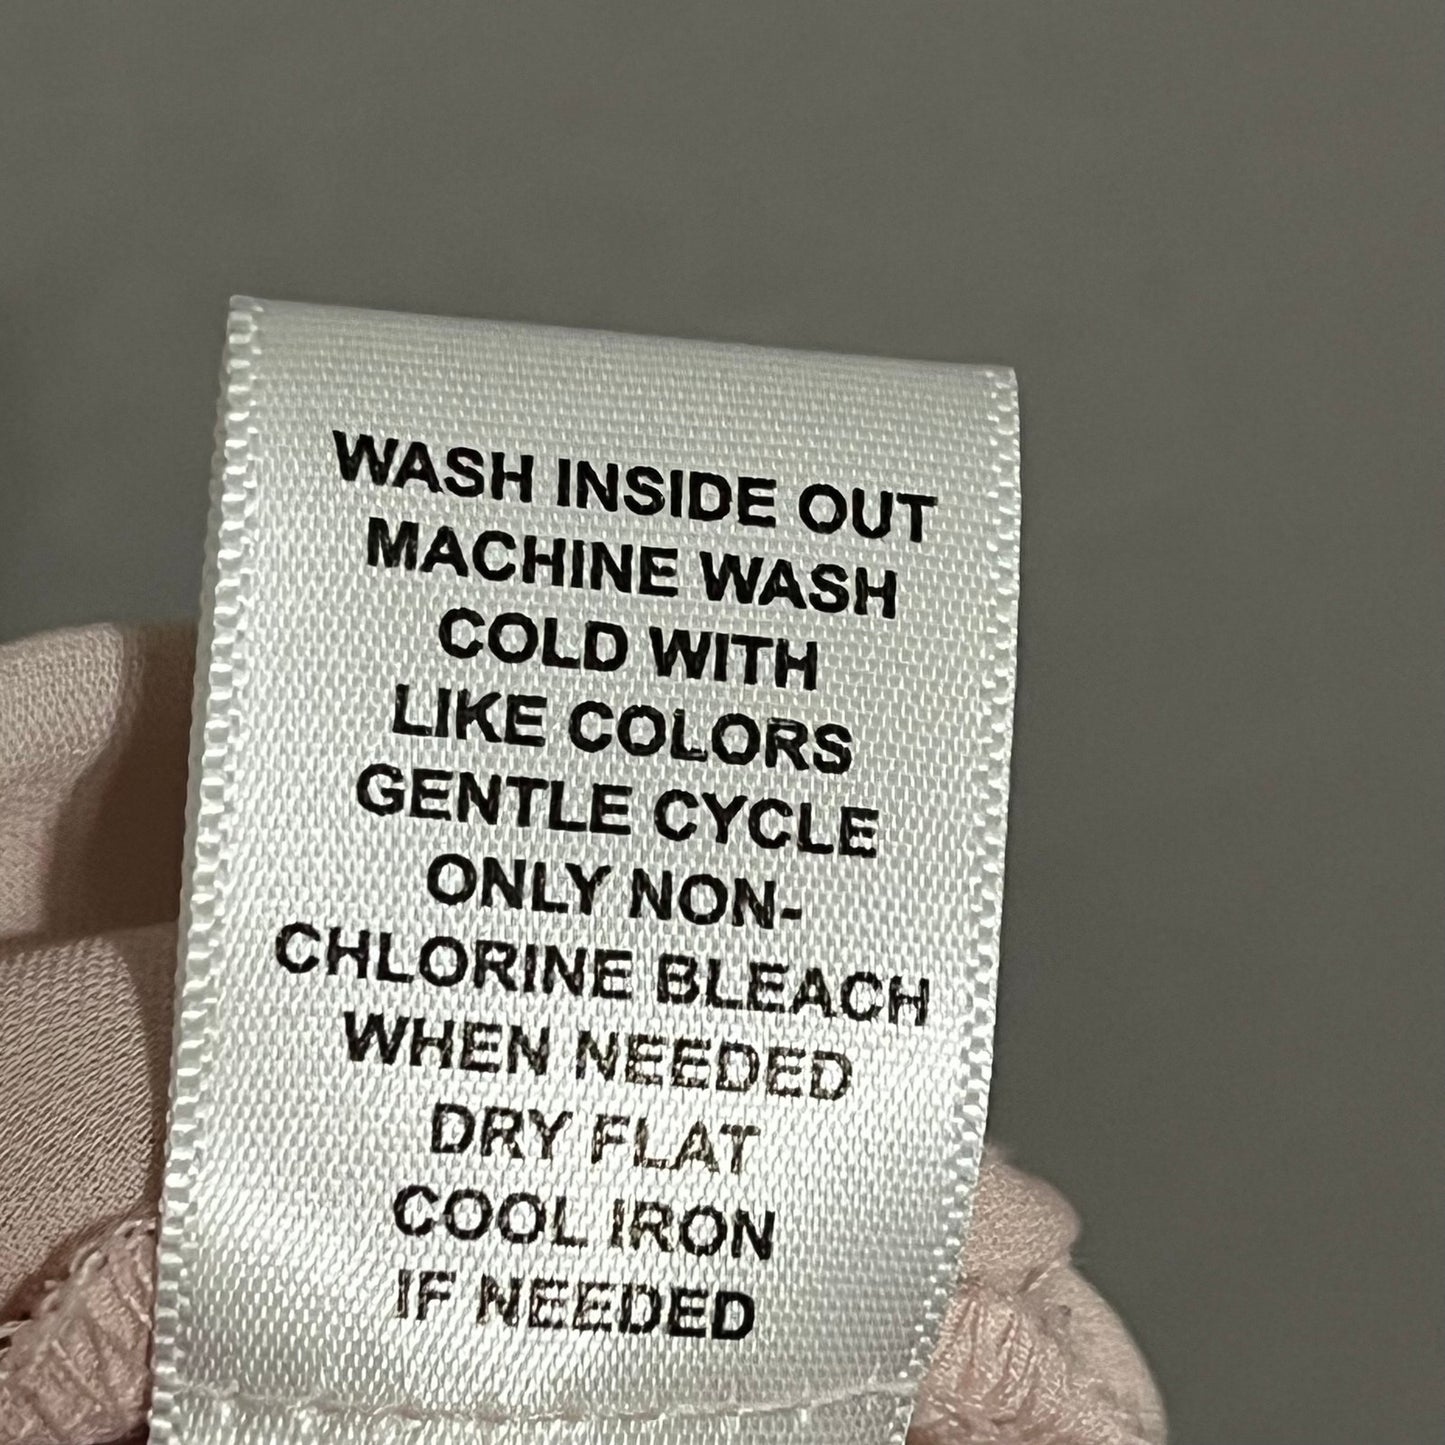 WASH INSIDE OUT
MACHINE WASH
COLD WITH
LIKE COLORS
GENTLE CYCLE
ONLY NON-
CHLORINE BLEACH
WHEN NEEDED
DRY FLAT
COOL IRON
IF NEEDED